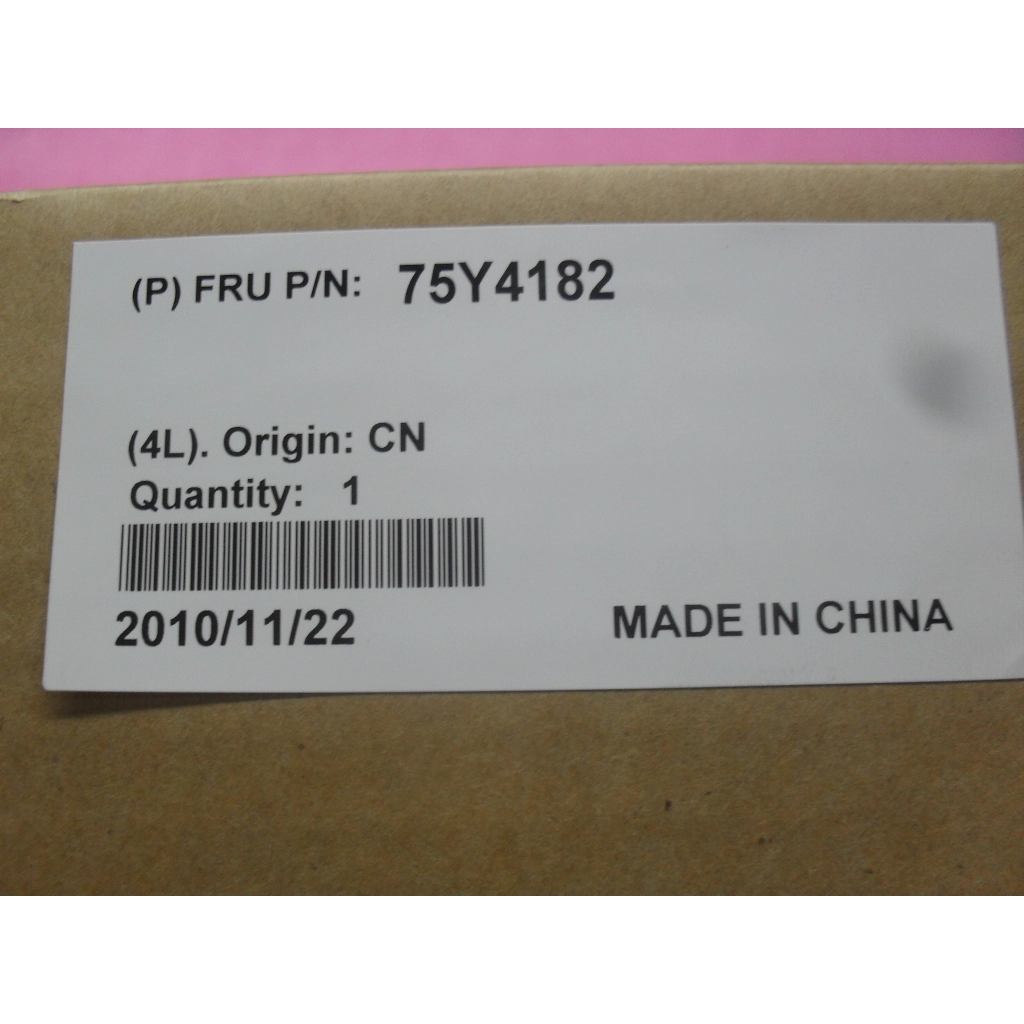 (P) FRU P/N: 75Y4182
(4L). Origin: CN
Quantity: 1
2010/11/22
MADE IN CHINA